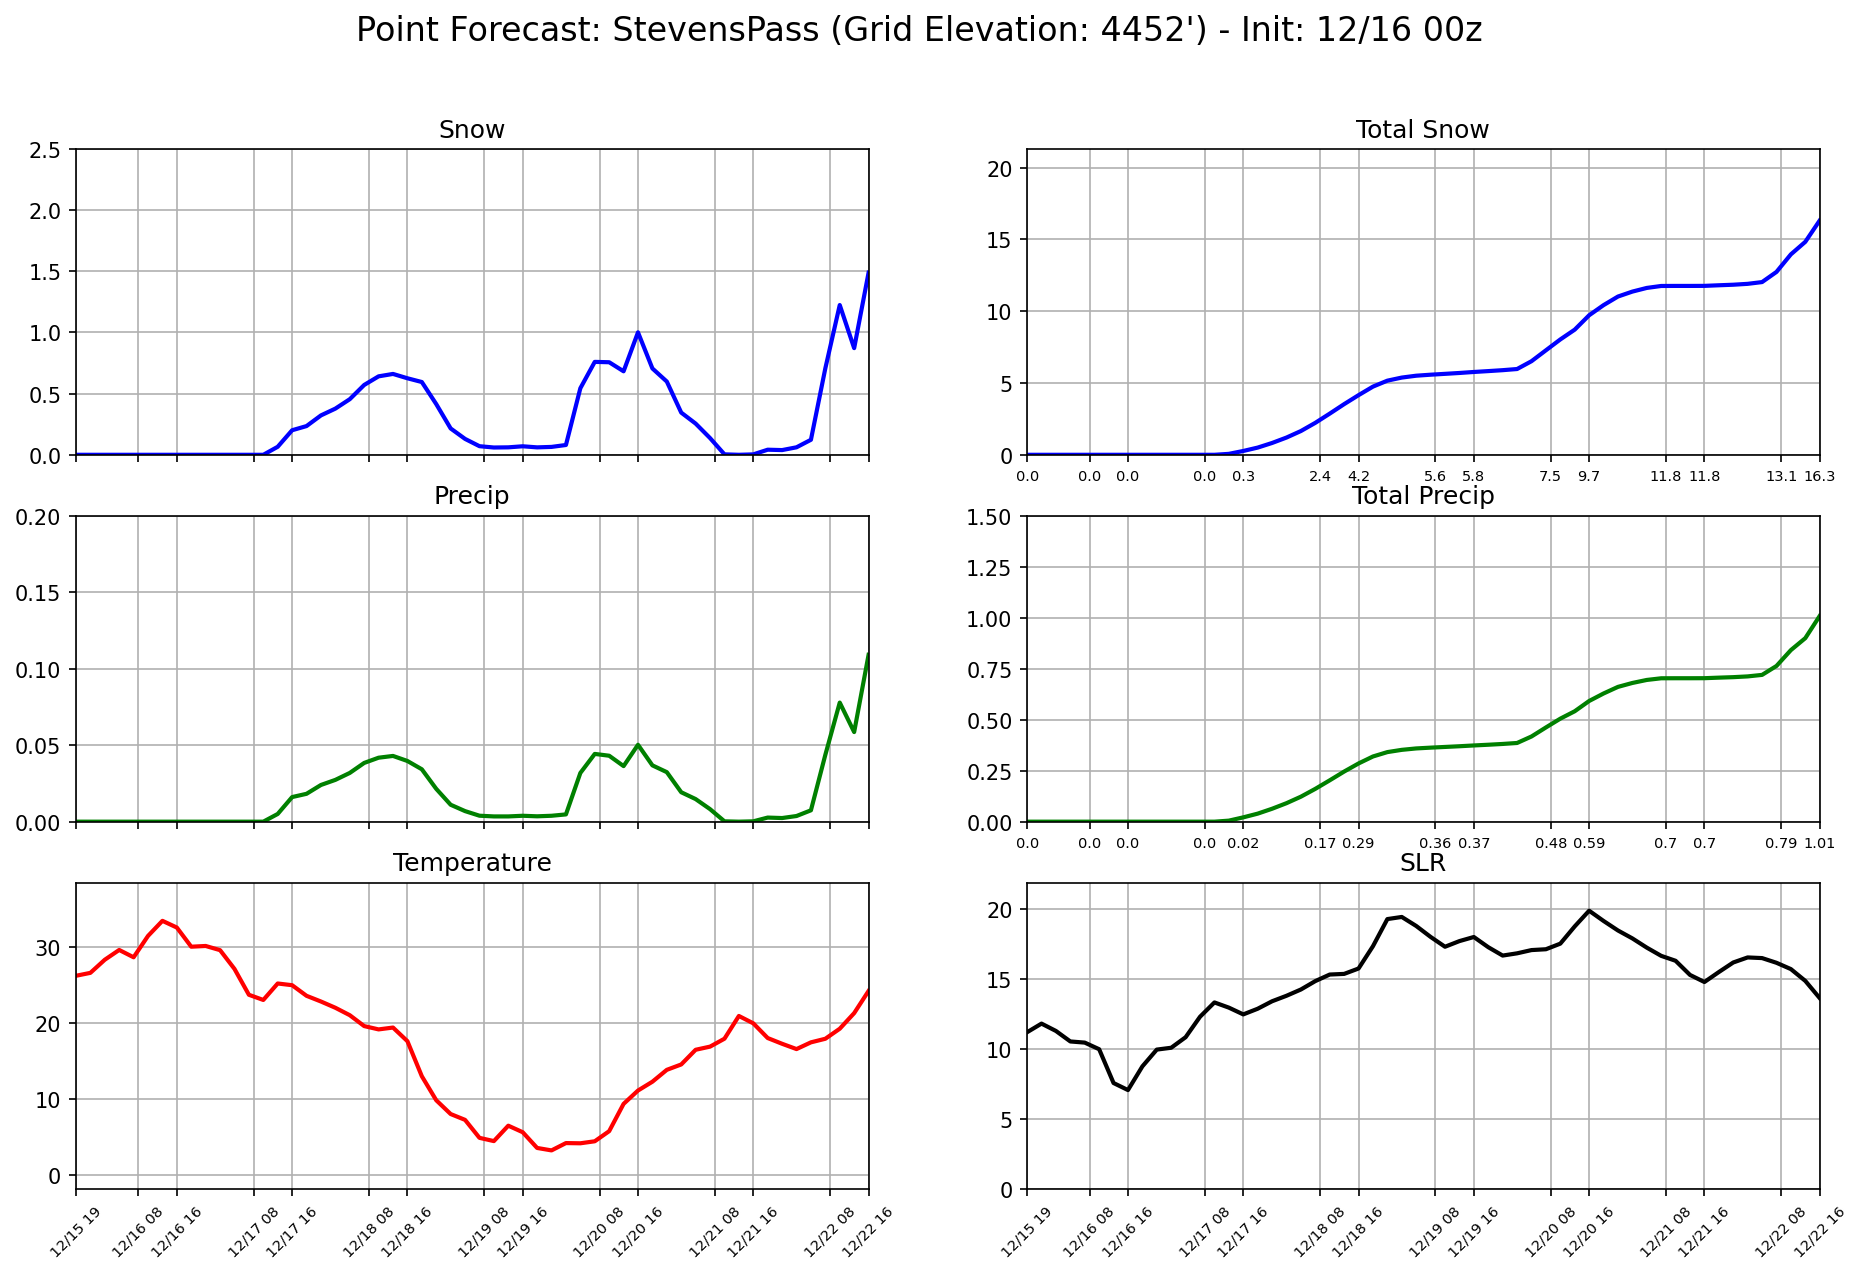 Point Forecast: StevensPass (Grid Elevation: 4452') - Init: 12/16 00z
Snow
2.5
2.0
1.5
1.0
0.5
0.0
Total Snow
20
15
10
5
0
0.0 0.0 0.0 0.0 0.3 2.4 4.2 5.6 5.8 7.5 9.7 11.8 11.8 13.1 16.3
Precip
0.20
0.15
0.10
0.05
0.00
Total Precip
1.50
1.25
1.00
0.75
0.50
0.25
0.00
0.0 0.0 0.0 0.0 0.02 0.17 0.29 0.36 0.37 0.48 0.59 0.7 0.7 0.79 1.01
Temperature
30
20
10
0
12/15 19 12/16 08 12/16 16 12/17 08 12/17 16 12/18 08 12/18 16 12/19 08 12/19 16 12/20 08 12/20 16 12/21 08 12/21 16 12/22 08 12/22 16
SLR
20
15
10
5
0
12/15 19 12/16 08 12/16 16 12/17 08 12/17 16 12/18 08 12/18 16 12/19 08 12/19 16 12/20 08 12/20 16 12/21 08 12/21 16 12/22 08 12/22 16